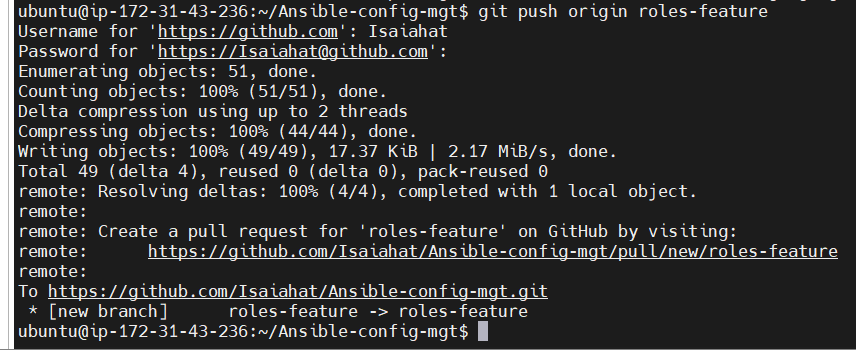 ubuntu@ip-172-31-43-236:~/Ansible-config-mgt$ git push origin roles-feature
Username for 'https://github.com': Isaiahat
Password for 'https://Isaiahat@github.com':
Enumerating objects: 51, done.
Counting objects: 100% (51/51), done.
Delta compression using up to 2 threads
Compressing objects: 100% (44/44), done.
Writing objects: 100% (49/49), 17.37 KiB | 2.17 MiB/s, done.
Total 49 (delta 4), reused 0 (delta 0), pack-reused 0
remote: Resolving deltas: 100% (4/4), completed with 1 local object.
remote:
remote: Create a pull request for 'roles-feature' on GitHub by visiting:
remote:      https://github.com/Isaiahat/Ansible-config-mgt/pull/new/roles-feature
remote:
To https://github.com/Isaiahat/Ansible-config-mgt.git
 * [new branch]      roles-feature -> roles-feature
ubuntu@ip-172-31-43-236:~/Ansible-config-mgt$